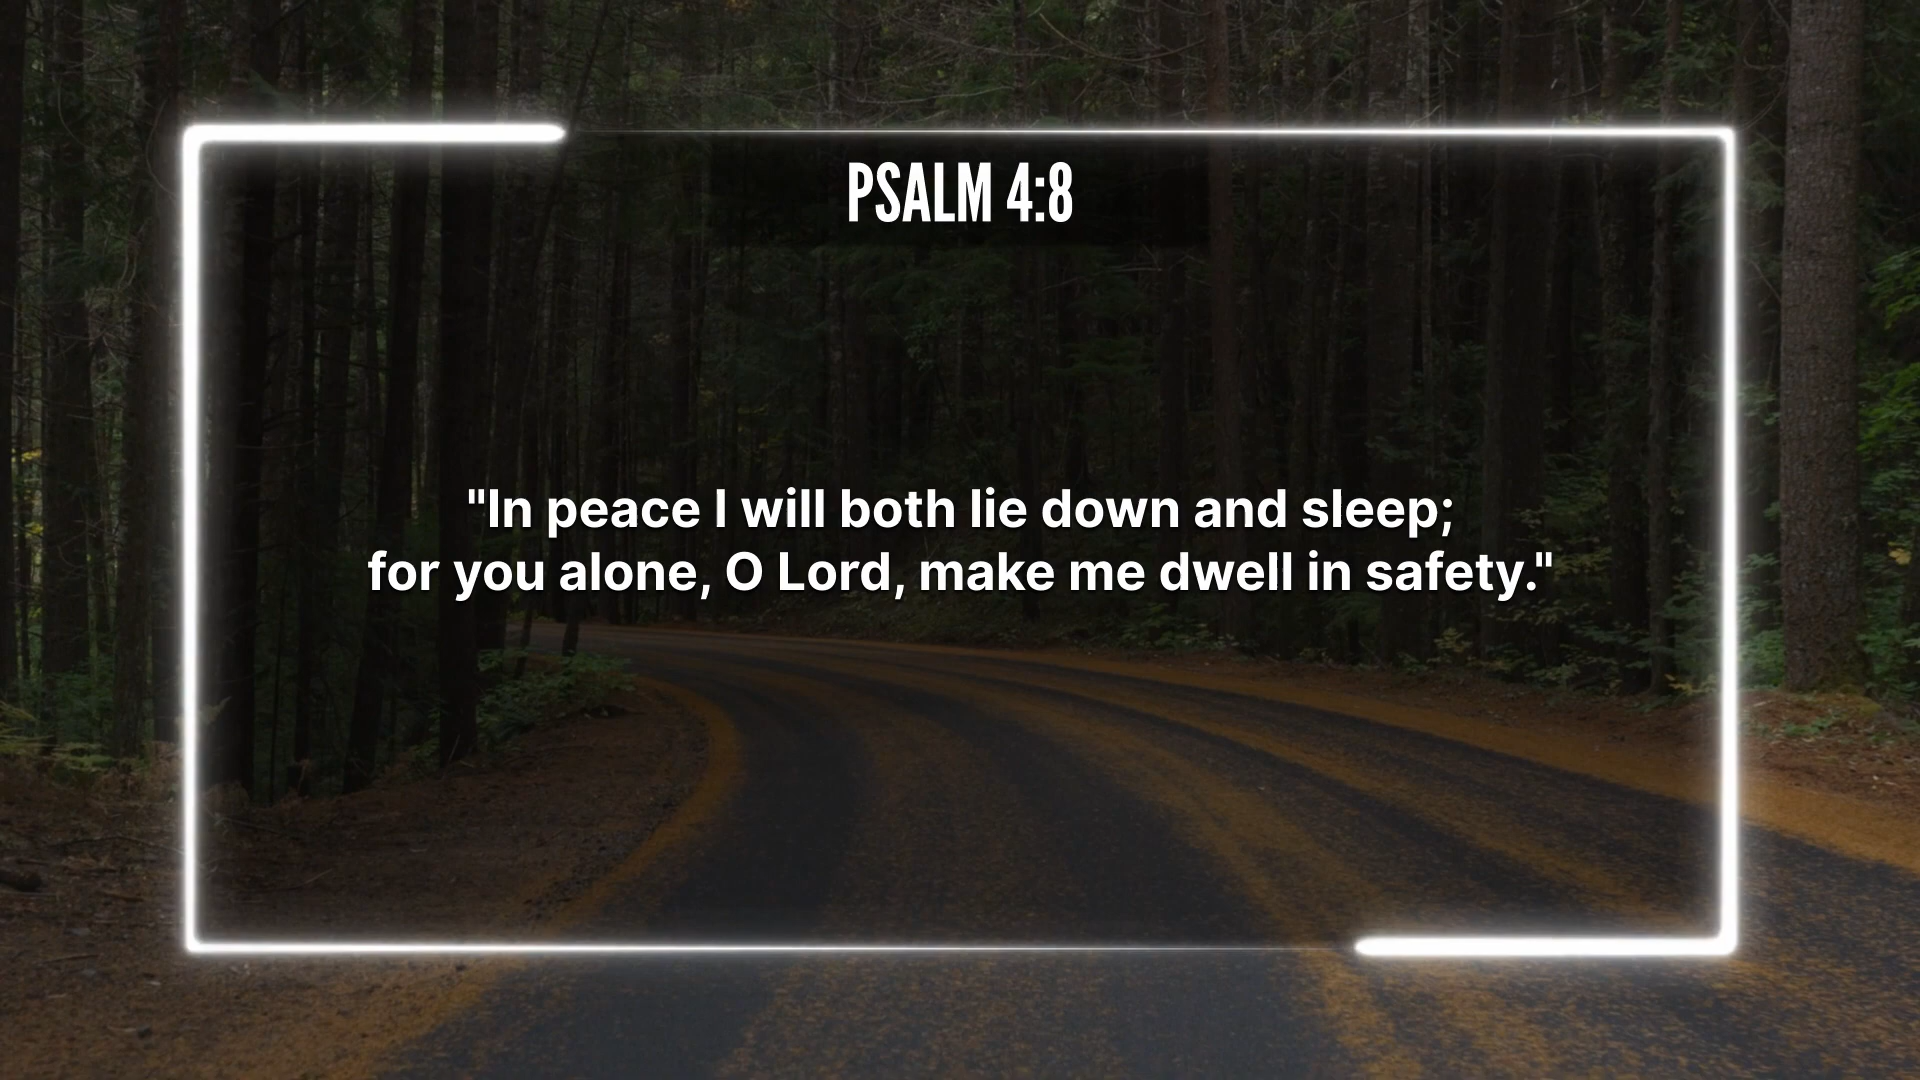 PSALM 4:8
"In peace I will both lie down and sleep;
for you alone, O Lord, make me dwell in safety."